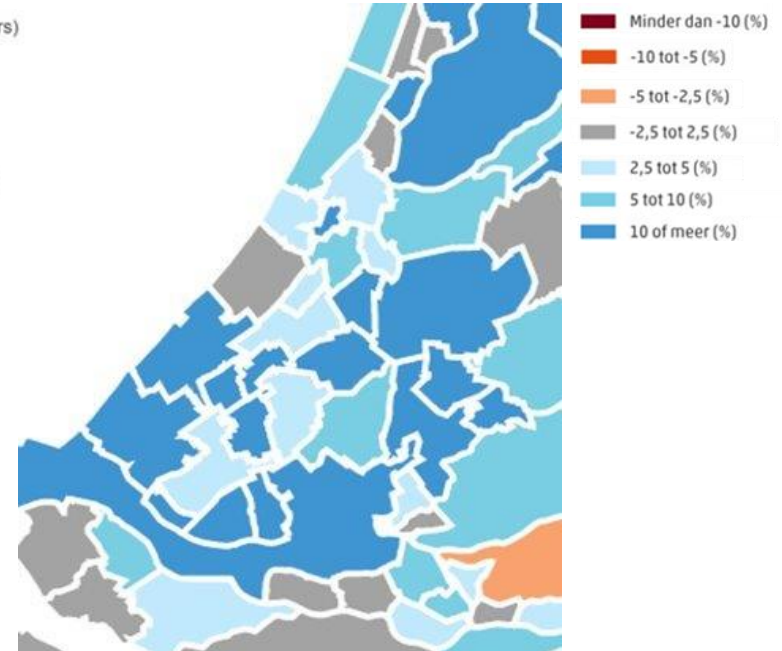 rs)
Minder dan -10 (%)
-10 tot -5 (%)
-5 tot -2,5 (%)
-2,5 tot 2,5 (%)
2,5 tot 5 (%)
5 tot 10 (%)
10 of meer (%)